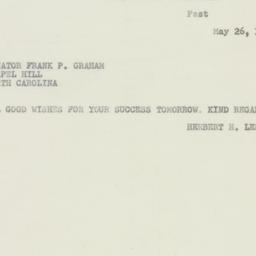 Fast
May 26,
ATOR FRANK P. GRAHAM
PEL HILL
TH CAROLINA
GOOD WISHES FOR YOUR SUCCESS TOMORROW. KIND REGA
HERBERT H. LE